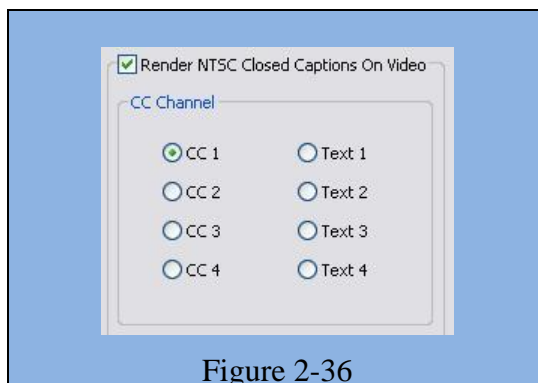 Render NTSC Closed Captions On Video
CC Channel
CC 1 Text 1
CC 2 Text 2
CC 3 Text 3
CC 4 Text 4
Figure 2-36